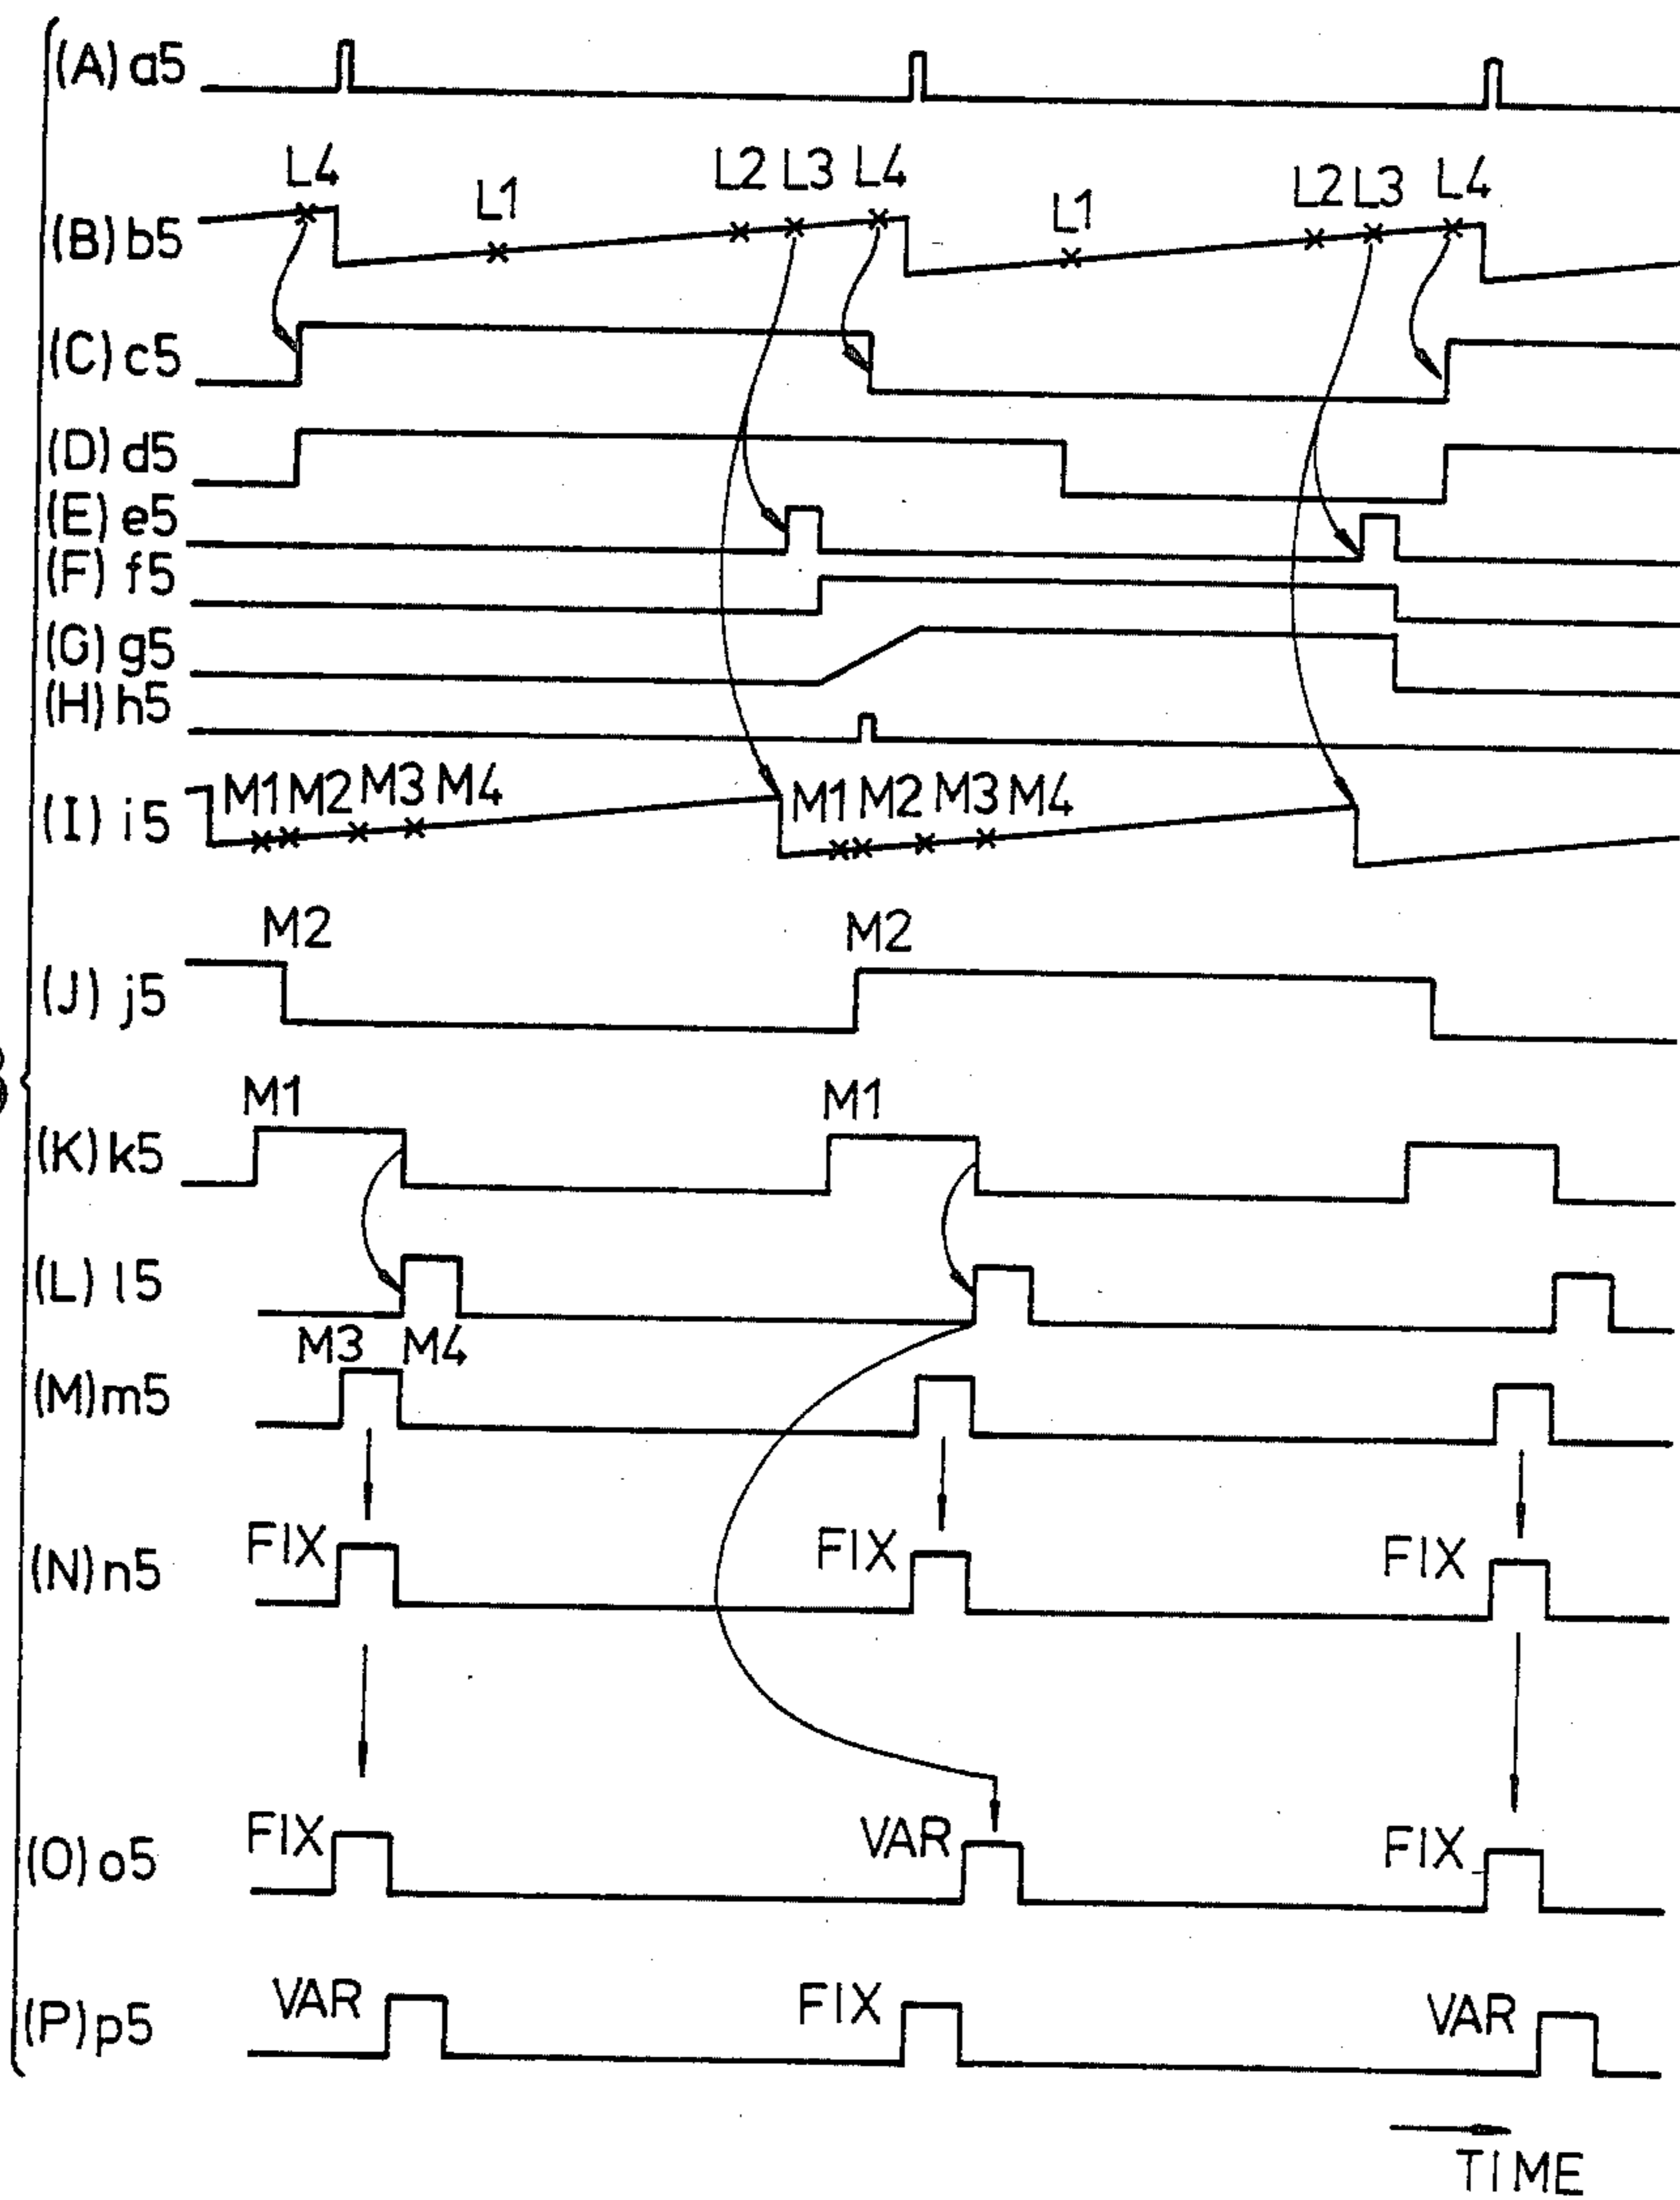 (A) a5
L4 L1 L2 L3 L4 L1 L2 L3 L4
(B) b5
(C) c5
(D) d5
(E) e5
(F) f5
(G) g5
(H) h5
M1 M2 M3 M4 M1 M2 M3 M4
(I) i5
M2 M2
(J) j5
M1 M1
(K) k5
(L) l5
M3 M4
(M) m5
FIX FIX FIX
(N) n5
FIX VAR FIX
(O) o5
VAR FIX VAR
(P) p5
TIME